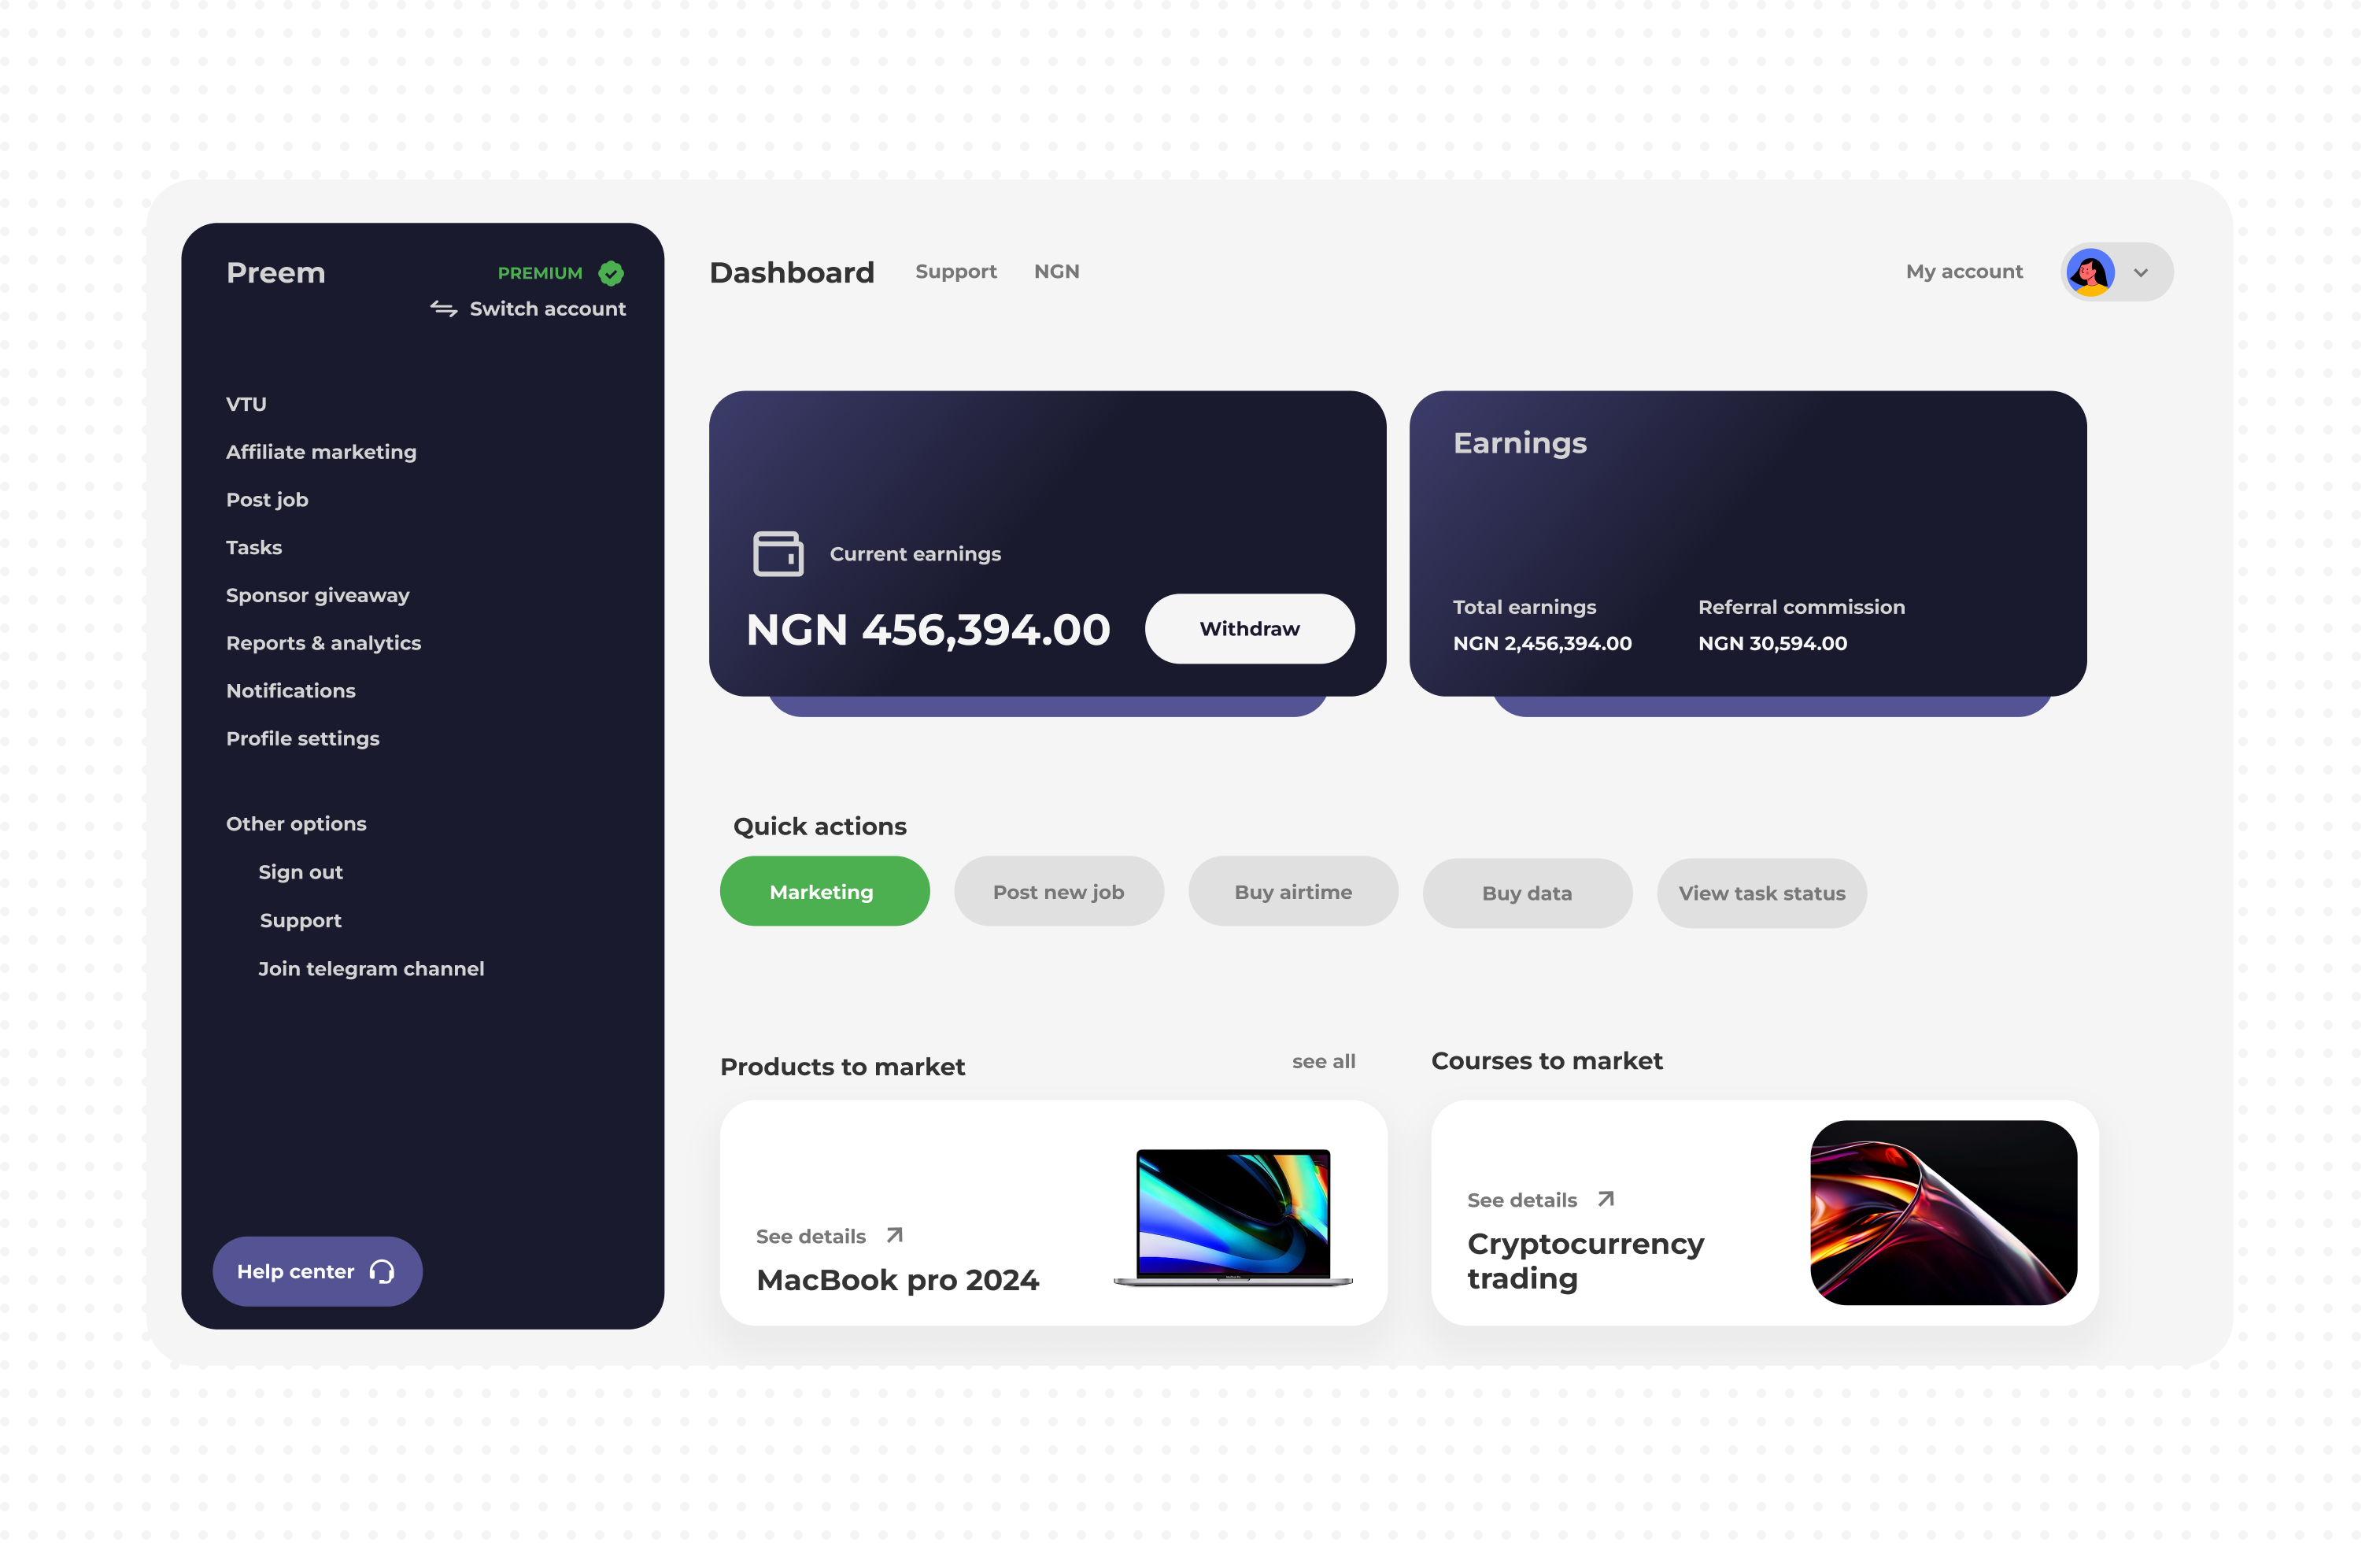 Preem
PREMIUM
Switch account
VTU
Affiliate marketing
Post job
Tasks
Sponsor giveaway
Reports & analytics
Notifications
Profile settings
Other options
Sign out
Support
Join telegram channel
Help center
Dashboard
Support
NGN
My account
Current earnings
NGN 456,394.00
Withdraw
Earnings
Total earnings
Referral commission
NGN 2,456,394.00
NGN 30,594.00
Quick actions
Marketing
Post new job
Buy airtime
Buy data
View task status
Products to market
see all
See details
MacBook pro 2024
Courses to market
See details
Cryptocurrency
trading